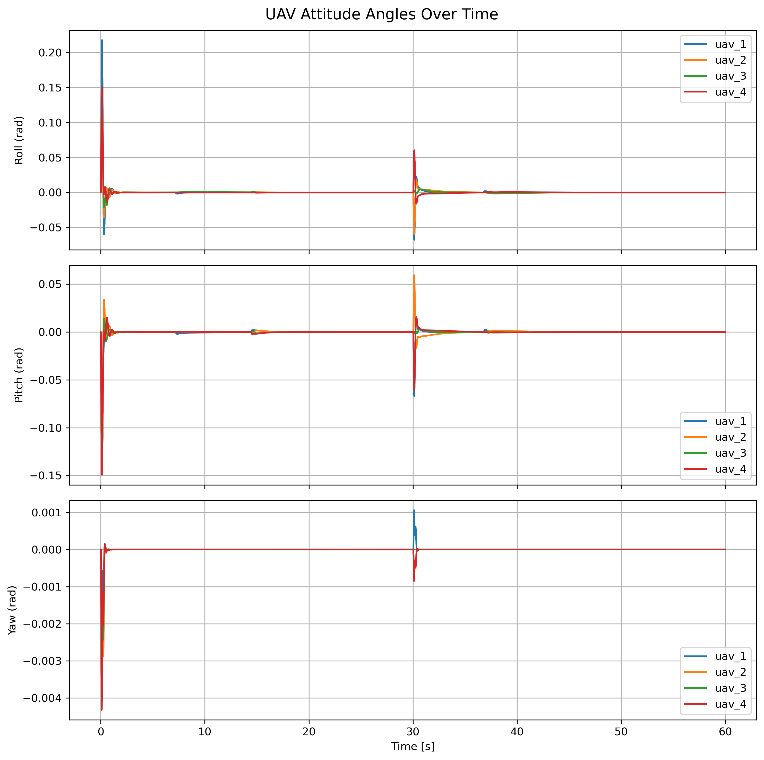 UAV Attitude Angles Over Time
Roll (rad)
0.20
0.15
0.10
0.05
0.00
−0.05
uav_1
uav_2
uav_3
uav_4
Pitch (rad)
0.05
0.00
−0.05
−0.10
−0.15
uav_1
uav_2
uav_3
uav_4
Yaw (rad)
0.001
0.000
−0.001
−0.002
−0.003
−0.004
uav_1
uav_2
uav_3
uav_4
0 10 20 30 40 50 60
Time [s]